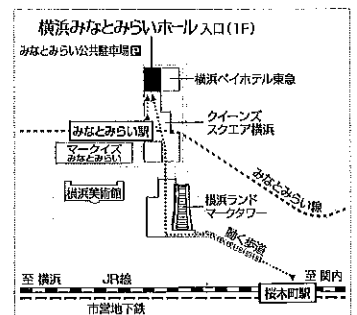 横浜みなとみらいホール 入口(1F)
みなとみらい公共駐車場P
横浜ベイホテル東急
クイーンズ
スクエア横浜
みなとみらい駅
マークイズ
みなとみらい
みなとみらい線
横浜美術館
横浜ランド
マークタワー
動く歩道
至 横浜
JR線
至 関内
桜木町駅
市営地下鉄